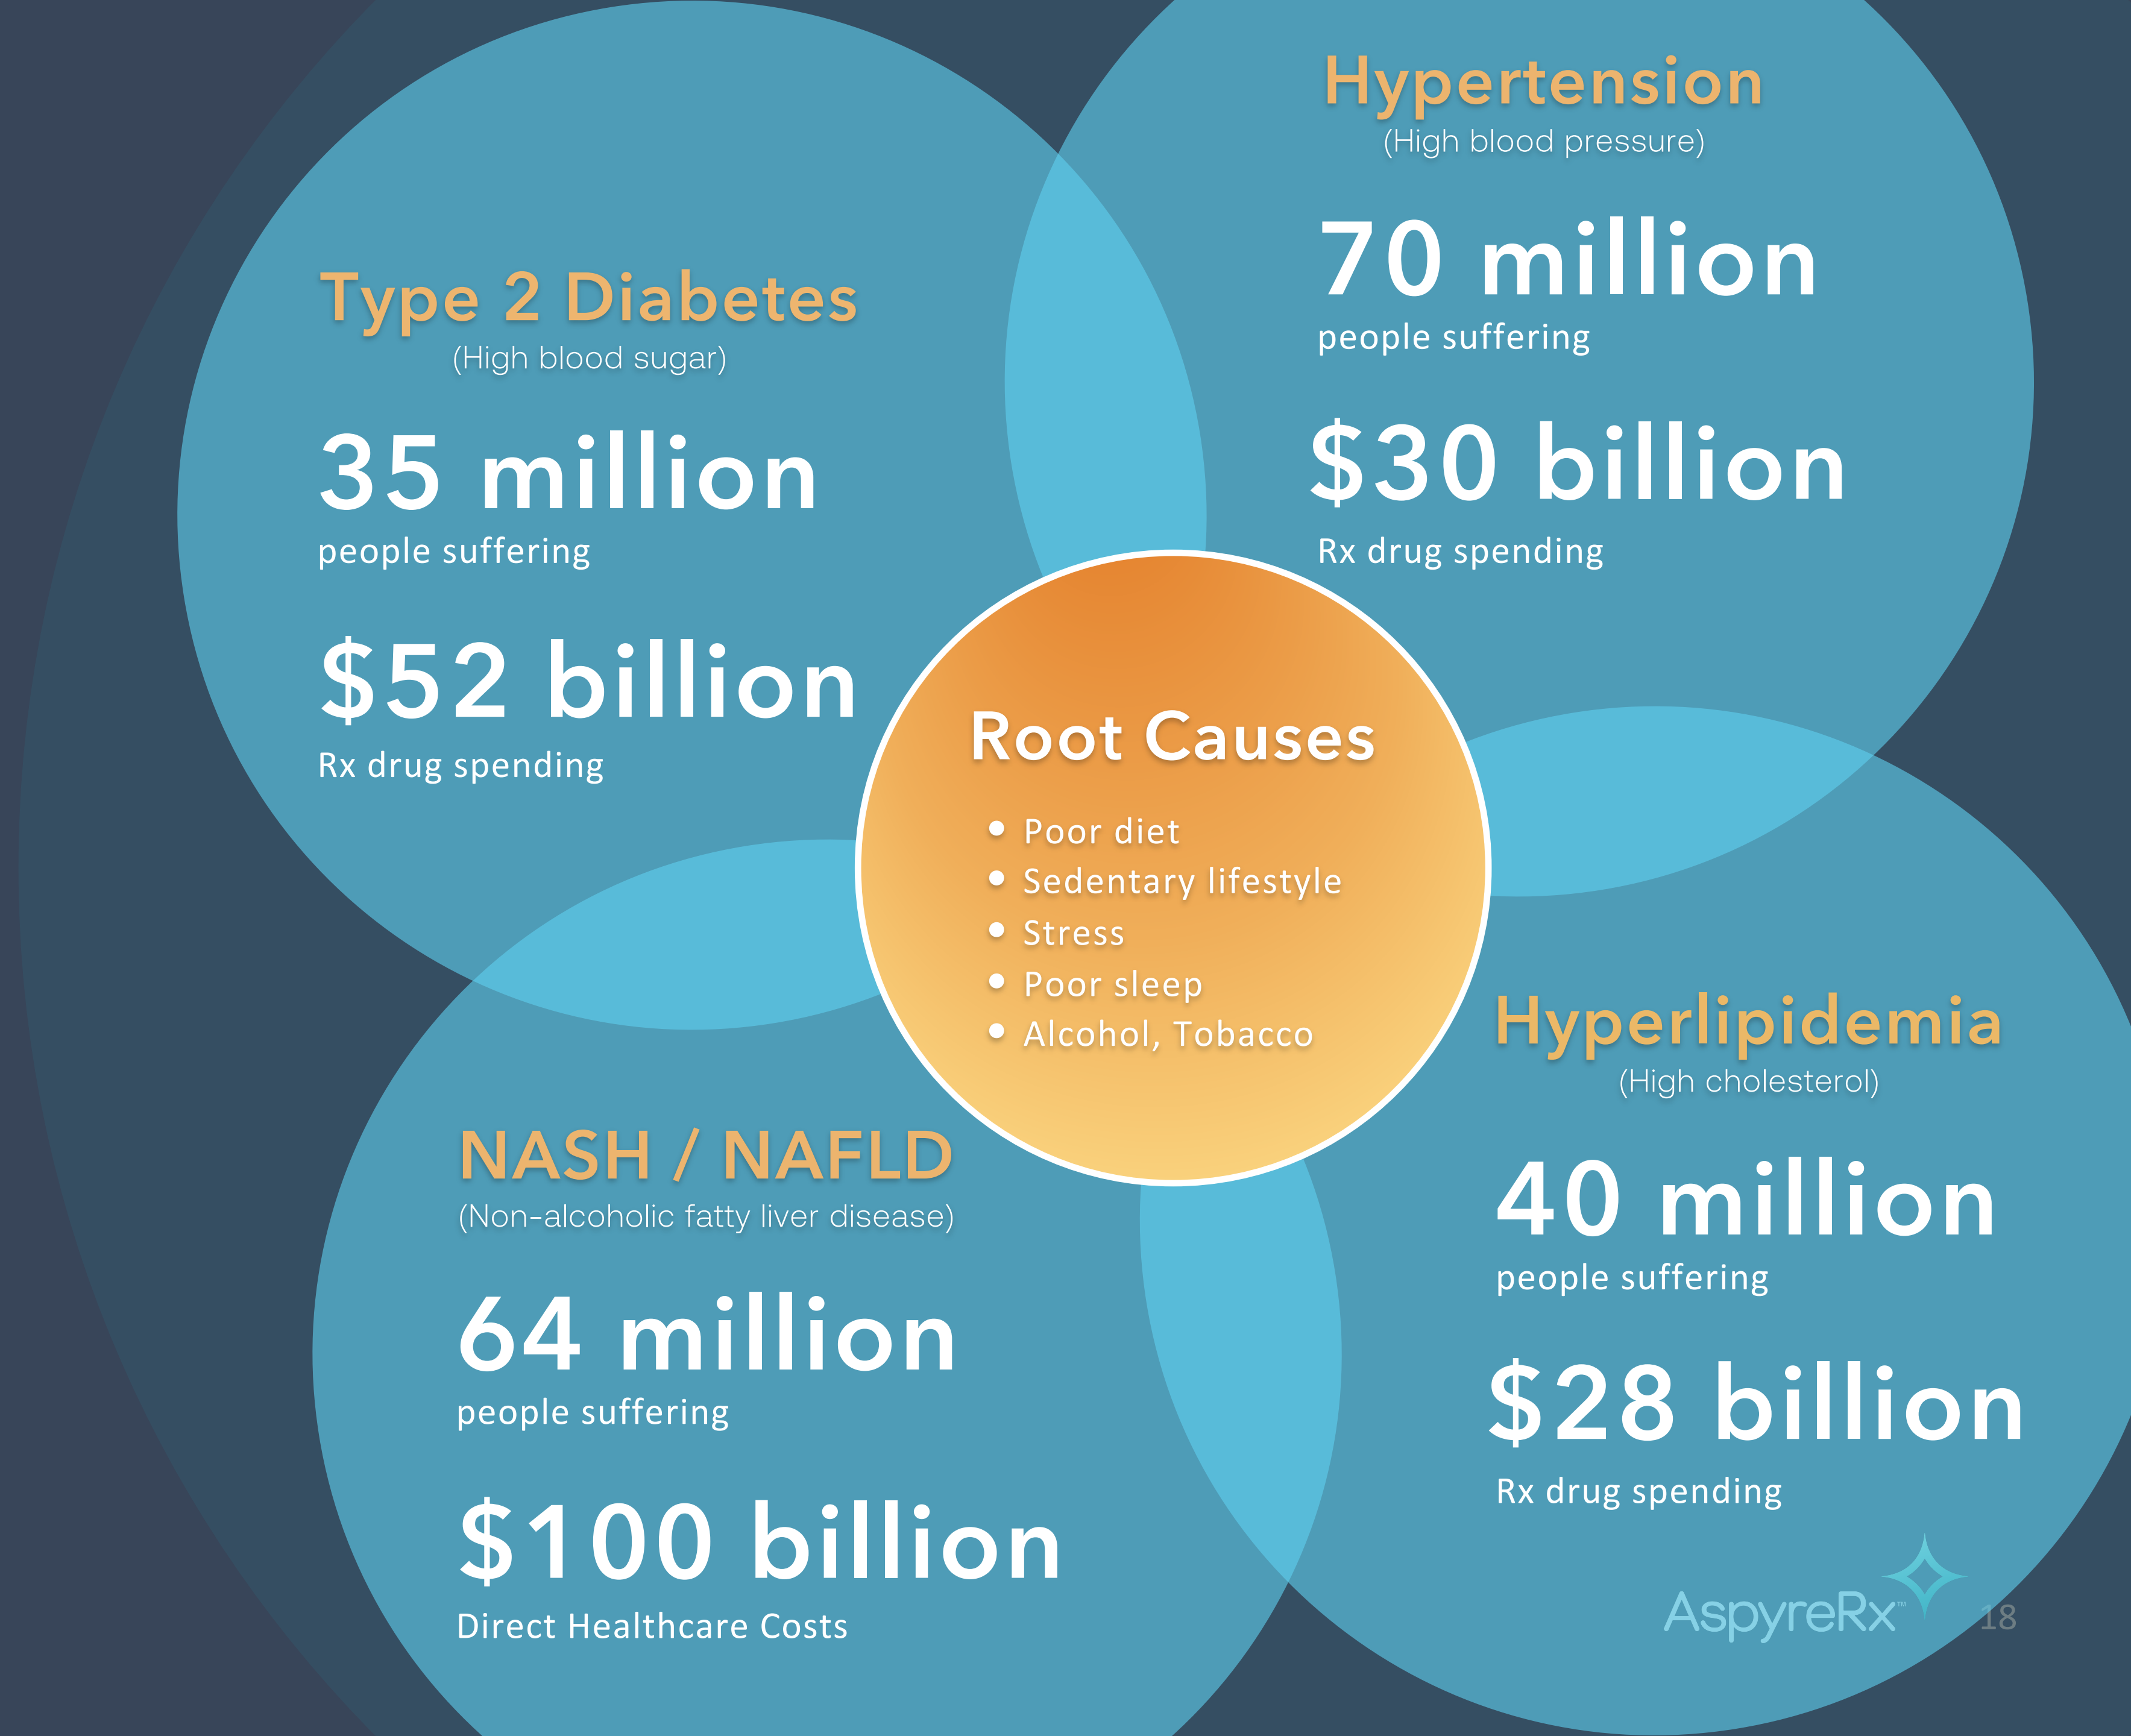 Type 2 Diabetes
(High blood sugar)
35 million
people suffering
$52 billion
Rx drug spending
Hypertension
(High blood pressure)
70 million
people suffering
$30 billion
Rx drug spending
Root Causes
• Poor diet
• Sedentary lifestyle
• Stress
• Poor sleep
• Alcohol, Tobacco
NASH / NAFLD
(Non-alcoholic fatty liver disease)
64 million
people suffering
$100 billion
Direct Healthcare Costs
Hyperlipidemia
(High cholesterol)
40 million
people suffering
$28 billion
Rx drug spending
AspyreRx™
18